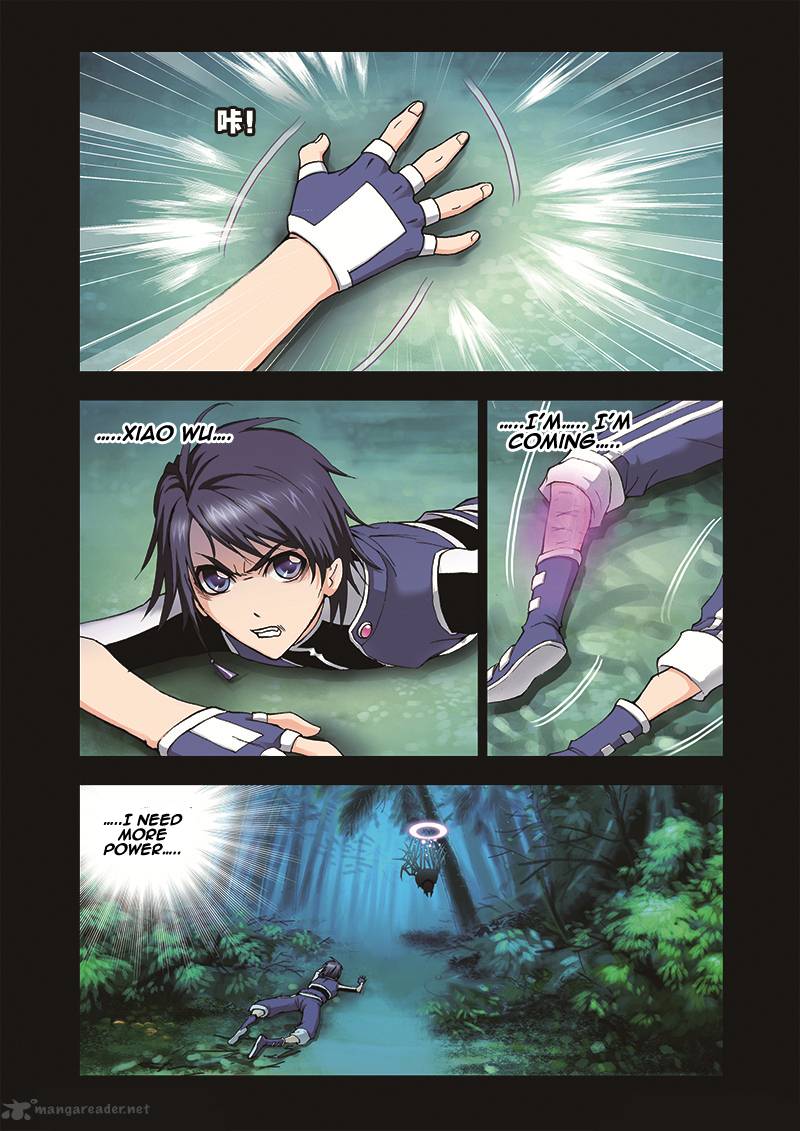 咔!
.....XIAO WU....
.....I'M..... I'M
COMING.....
.....I NEED
MORE
POWER.....
mangareader.net